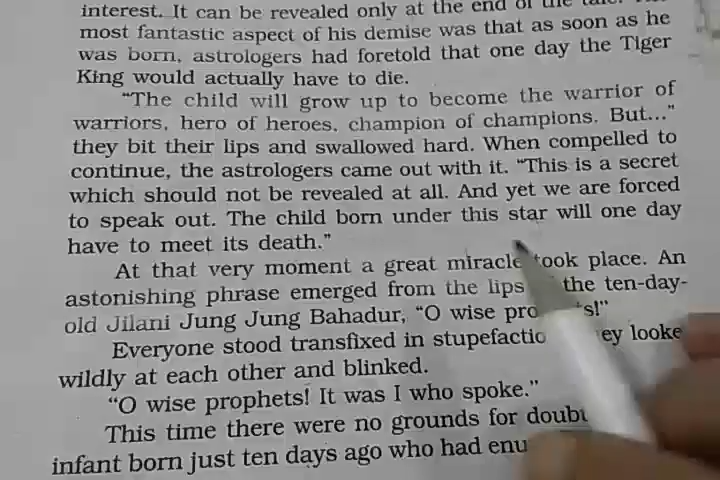 interest. It can be revealed only at the end of the tale. The
most fantastic aspect of his demise was that as soon as he
was born, astrologers had foretold that one day the Tiger
King would actually have to die.
"The child will grow up to become the warrior of
warriors, hero of heroes, champion of champions. But..."
they bit their lips and swallowed hard. When compelled to
continue, the astrologers came out with it. "This is a secret
which should not be revealed at all. And yet we are forced
to speak out. The child born under this star will one day
have to meet its death."
At that very moment a great miracle took place. An
astonishing phrase emerged from the lips the ten-day-
old Jilani Jung Jung Bahadur, "O wise
Everyone stood transfixed in
wildly at each other and blinked.
"O wise prophets! It was I who spoke."
This time there were no grounds for doubt
infant born just ten days ago who had